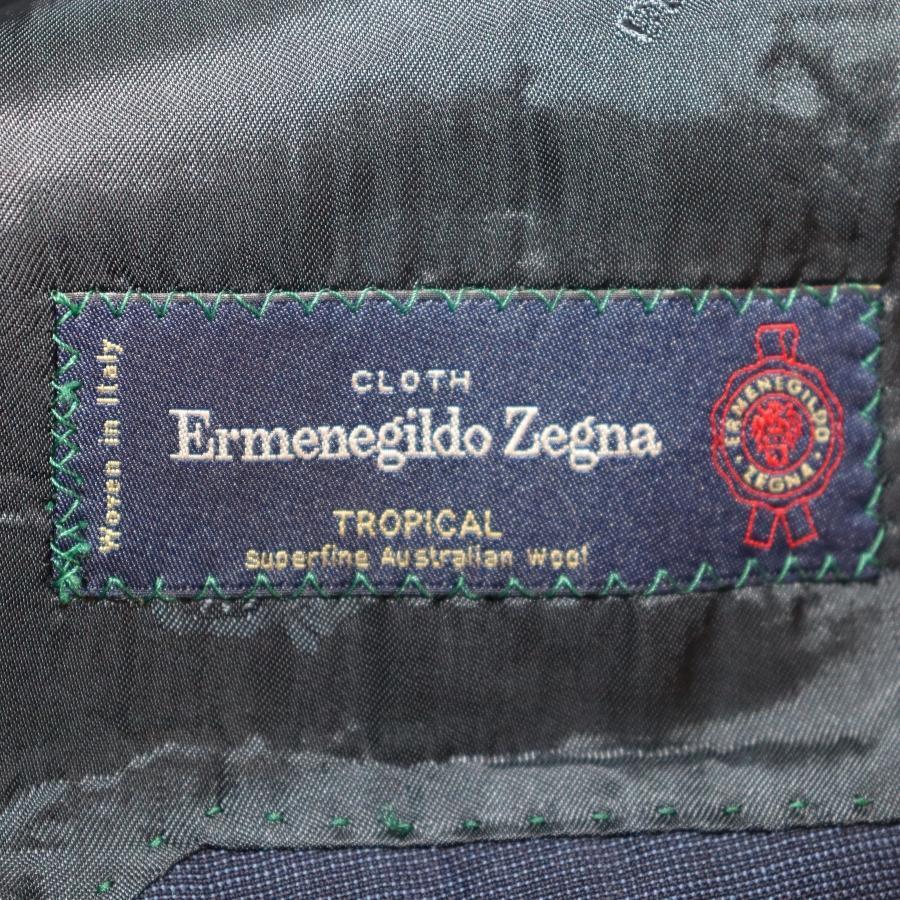 Woven in Italy
CLOTH
Ermenegildo Zegna
TROPICAL
Superfine Australian wool
ERMENEGILDO
· ZEGNA ·